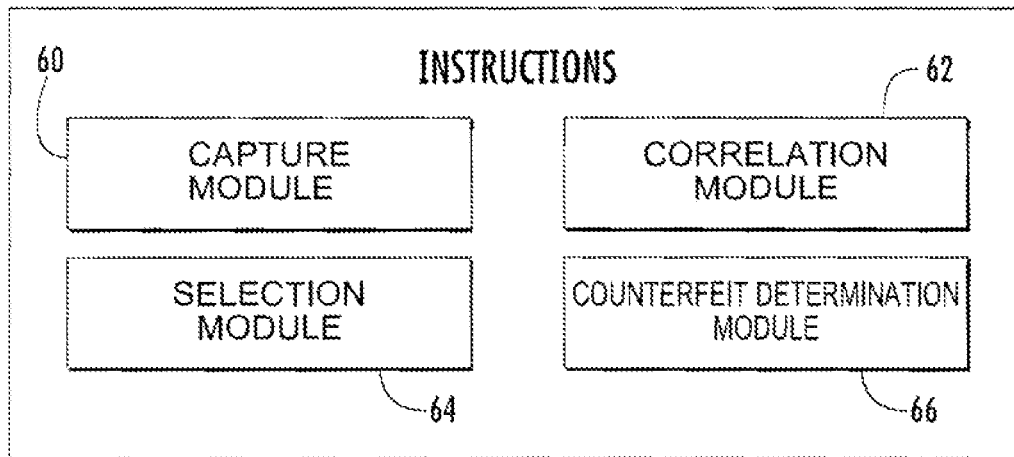 INSTRUCTIONS
60
62
CAPTURE
MODULE
CORRELATION
MODULE
SELECTION
MODULE
COUNTERFEIT DETERMINATION
MODULE
64
66